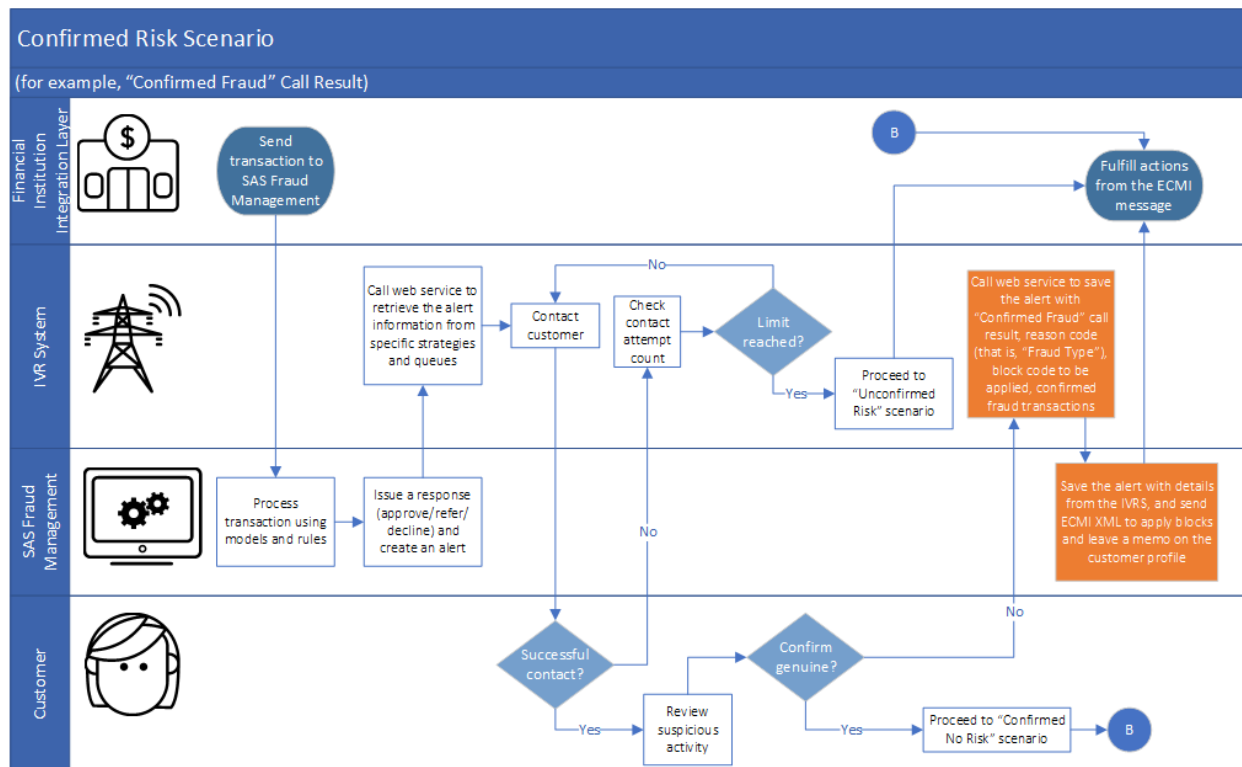 Confirmed Risk Scenario
(for example, “Confirmed Fraud” Call Result)
Financial
Institution
Integration Layer
$
Send
transaction to
SAS Fraud
Management
B
Fulfill actions
from the ECMI
message
IVR System
Call web service to
retrieve the alert
information from
specific strategies
and queues
Contact
customer
No
Check
contact
attempt
count
Limit
reached?
Yes
Proceed to
“Unconfirmed
Risk” scenario
Call web service to save
the alert with
“Confirmed Fraud” call
result, reason code
(that is, “Fraud Type”),
block code to be
applied, confirmed
fraud transactions
SAS Fraud
Management
Process
transaction using
models and rules
Issue a response
(approve/refer/
decline) and
create an alert
No
Save the alert with details
from the IVRS, and send
ECMI XML to apply blocks
and leave a memo on the
customer profile
Customer
Successful
contact?
Yes
Review
suspicious
activity
Confirm
genuine?
No
Yes
Proceed to “Confirmed
No Risk” scenario
B